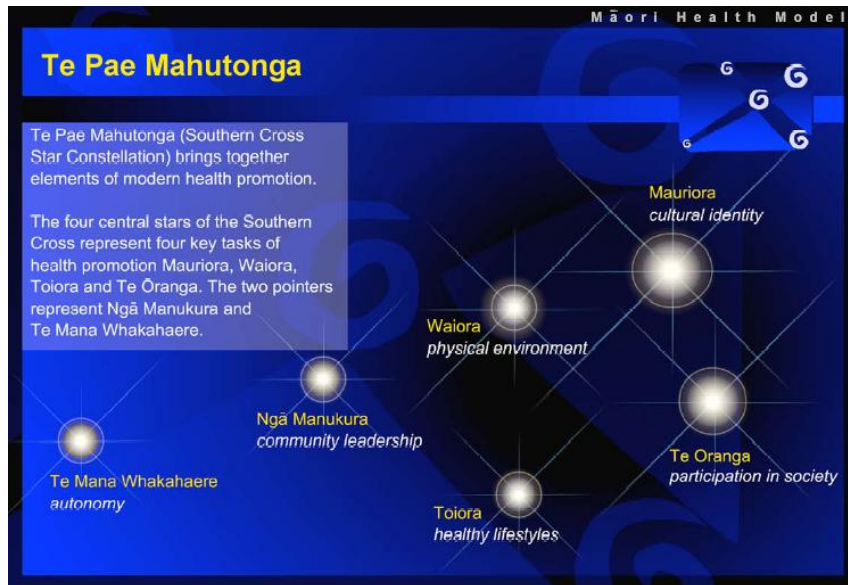 Māori Health Model
Te Pae Mahutonga
Te Pae Mahutonga (Southern Cross
Star Constellation) brings together
elements of modern health promotion.
The four central stars of the Southern
Cross represent four key tasks of
health promotion Mauriora, Waiora,
Toiora and Te Ōranga. The two pointers
represent Ngā Manukura and
Te Mana Whakahaere.
Mauriora
cultural identity
Waiora
physical environment
Ngā Manukura
community leadership
Te Oranga
participation in society
Te Mana Whakahaere
autonomy
Toiora
healthy lifestyles